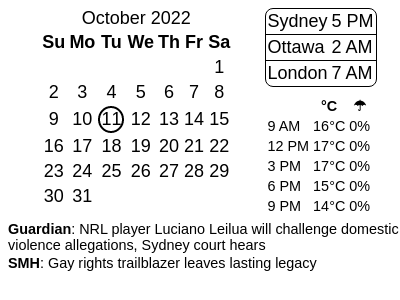 October 2022
Su Mo Tu We Th Fr Sa
1
2 3 4 5 6 7 8
9 10 11 12 13 14 15
16 17 18 19 20 21 22
23 24 25 26 27 28 29
30 31
Sydney 5 PM
Ottawa 2 AM
London 7 AM
°C ☂
9 AM 16°C 0%
12 PM 17°C 0%
3 PM 17°C 0%
6 PM 15°C 0%
9 PM 14°C 0%
Guardian: NRL player Luciano Leilua will challenge domestic
violence allegations, Sydney court hears
SMH: Gay rights trailblazer leaves lasting legacy